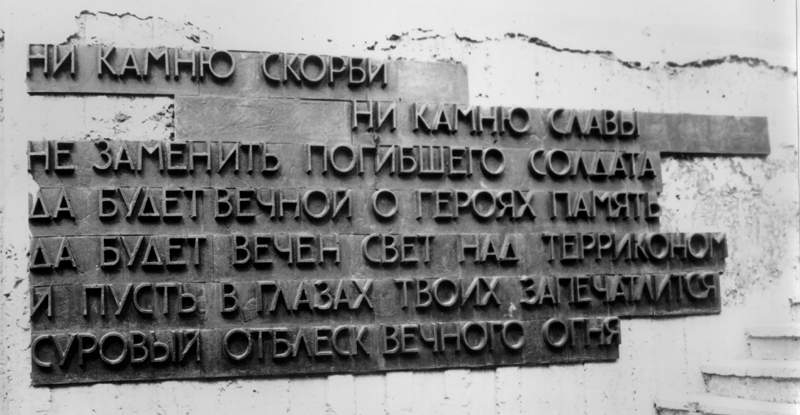 НИ КАМНЮ СКОРБИ
НИ КАМНЮ СЛАВЫ
НЕ ЗАМЕНИТЬ ПОГИБШЕГО СОЛДАТА
ДА БУДЕТ ВЕЧНОЙ О ГЕРОЯХ ПАМЯТЬ
ДА БУДЕТ ВЕЧЕН СВЕТ НАД ТЕРРИКОНОМ
И ПУСТЬ В ГЛАЗАХ ТВОИХ ЗАПЕЧАТЛИТСЯ
СУРОВЫЙ ОТБЛЕСК ВЕЧНОГО ОГНЯ